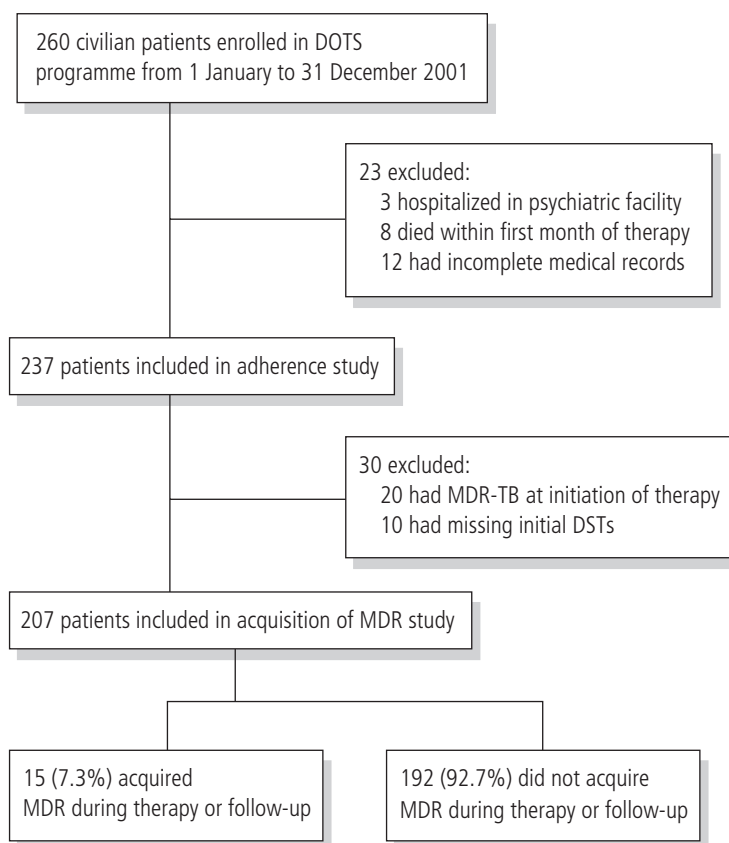 260 civilian patients enrolled in DOTS
programme from 1 January to 31 December 2001
23 excluded:
3 hospitalized in psychiatric facility
8 died within first month of therapy
12 had incomplete medical records
237 patients included in adherence study
30 excluded:
20 had MDR-TB at initiation of therapy
10 had missing initial DSTs
207 patients included in acquisition of MDR study
15 (7.3%) acquired
MDR during therapy or follow-up
192 (92.7%) did not acquire
MDR during therapy or follow-up